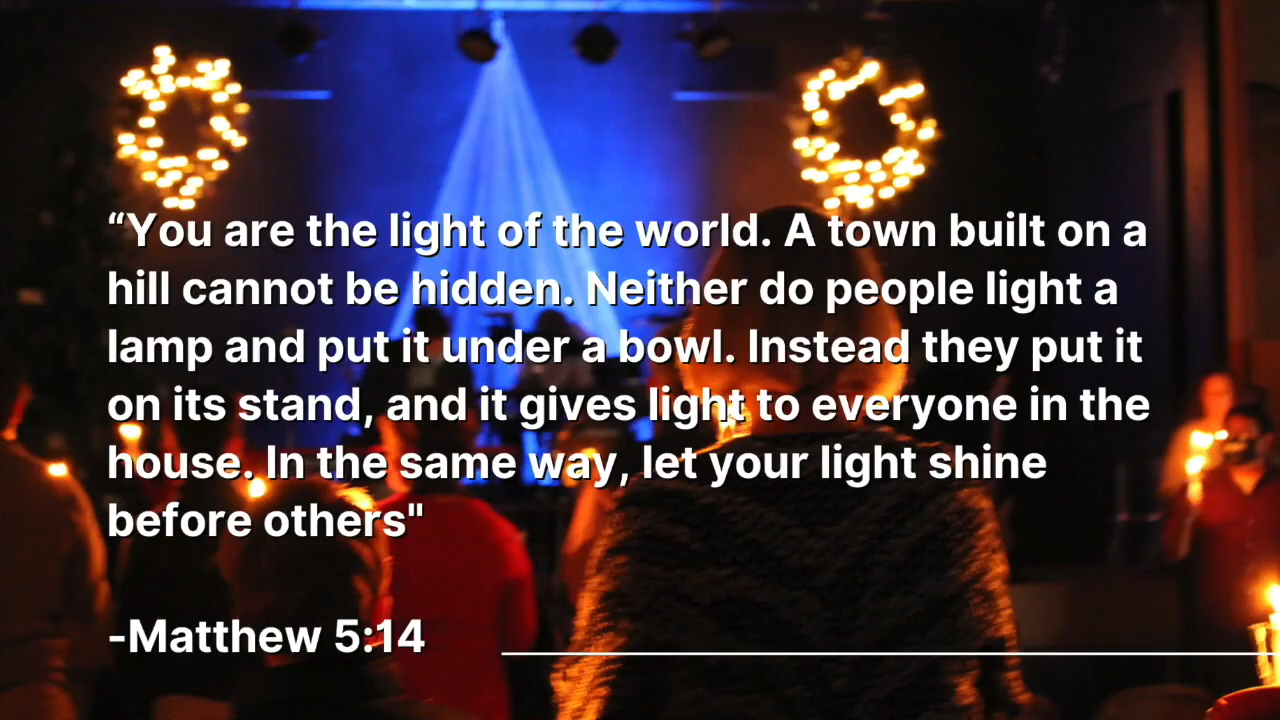 “You are the light of the world. A town built on a
hill cannot be hidden. Neither do people light a
lamp and put it under a bowl. Instead they put it
on its stand, and it gives light to everyone in the
house. In the same way, let your light shine
before others"
-Matthew 5:14